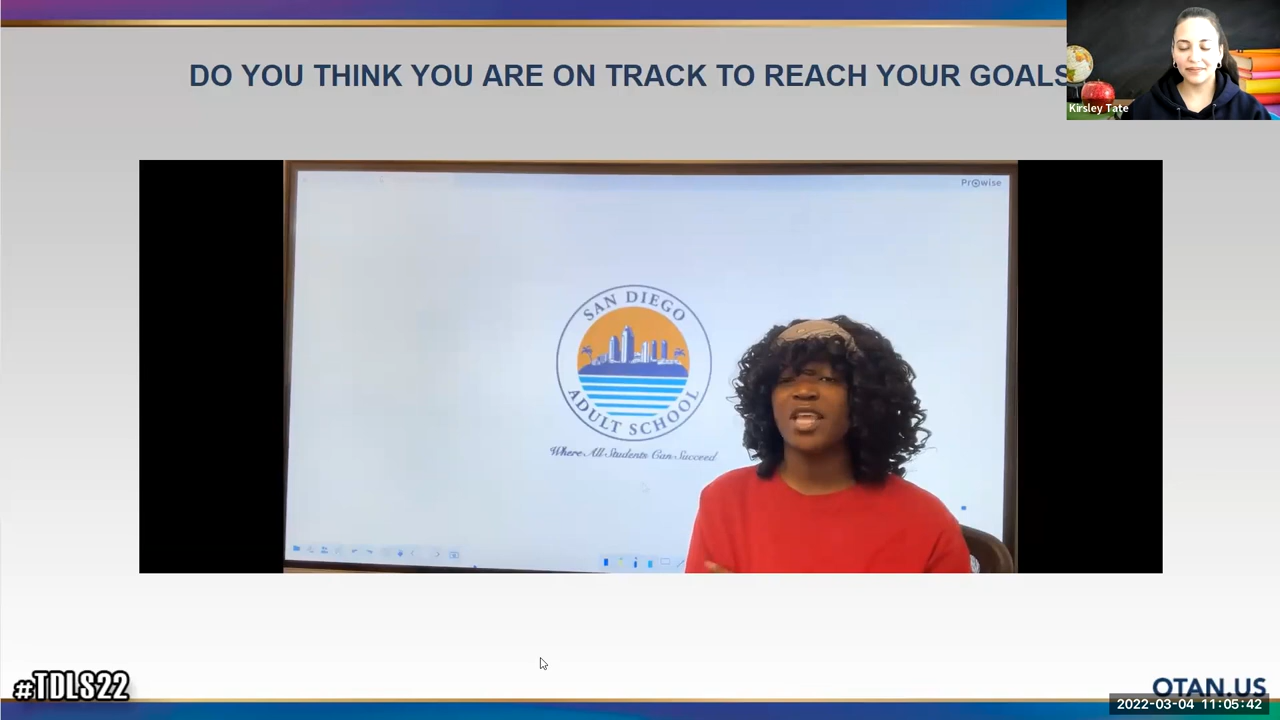 DO YOU THINK YOU ARE ON TRACK TO REACH YOUR GOALS
Kirsley Tate
Prowise
SAN DIEGO
ADULT SCHOOL
Where All Students Can Succeed
#TDLS22
OTAN.US
2022-03-04 11:05:42